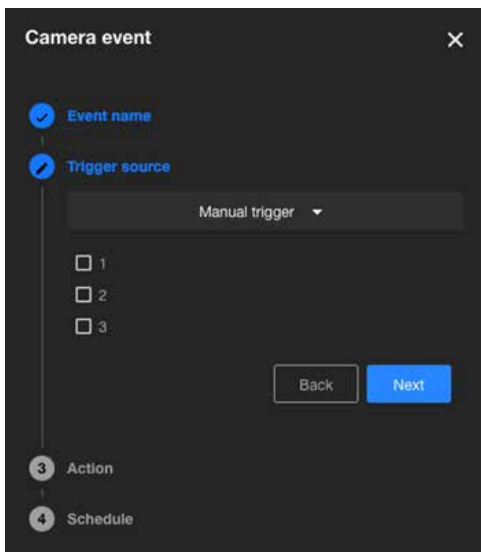 Camera event
Event name
Trigger source
Manual trigger
1
2
3
Back Next
3 Action
4 Schedule